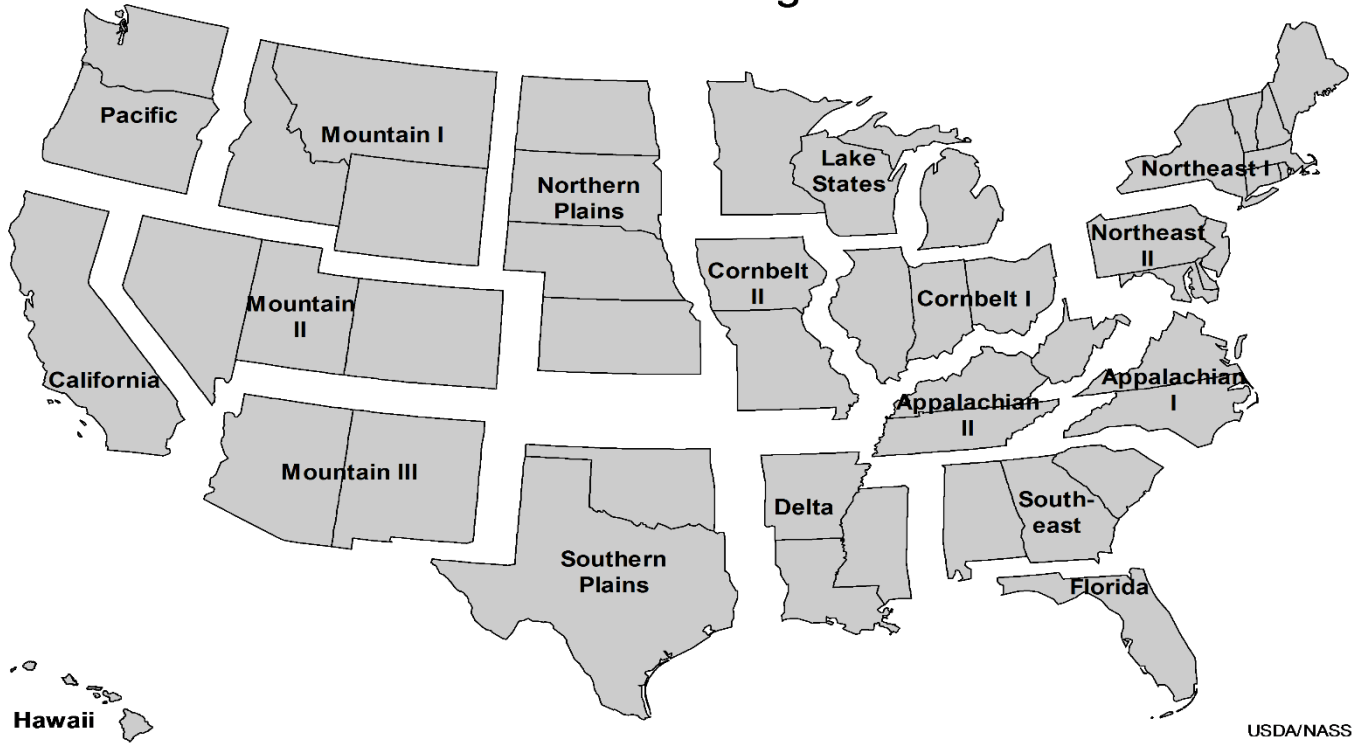 Pacific
Mountain I
Northern
Plains
Lake
States
Northeast I
Northeast
II
Cornbelt
II
Cornbelt I
Mountain
II
California
Appalachian
I
Appalachian
II
Mountain III
Delta
South-
east
Southern
Plains
Florida
Hawaii
USDA/NASS